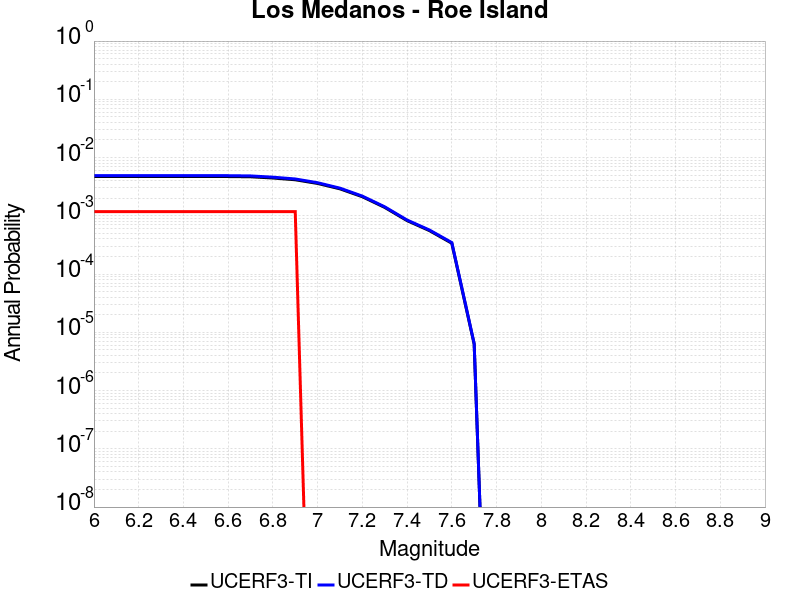 Los Medanos - Roe Island
10^0
10^-1
10^-2
10^-3
10^-4
10^-5
10^-6
10^-7
10^-8
Annual Probability
6 6.2 6.4 6.6 6.8 7 7.2 7.4 7.6 7.8 8 8.2 8.4 8.6 8.8 9
Magnitude
UCERF3-TI UCERF3-TD UCERF3-ETAS